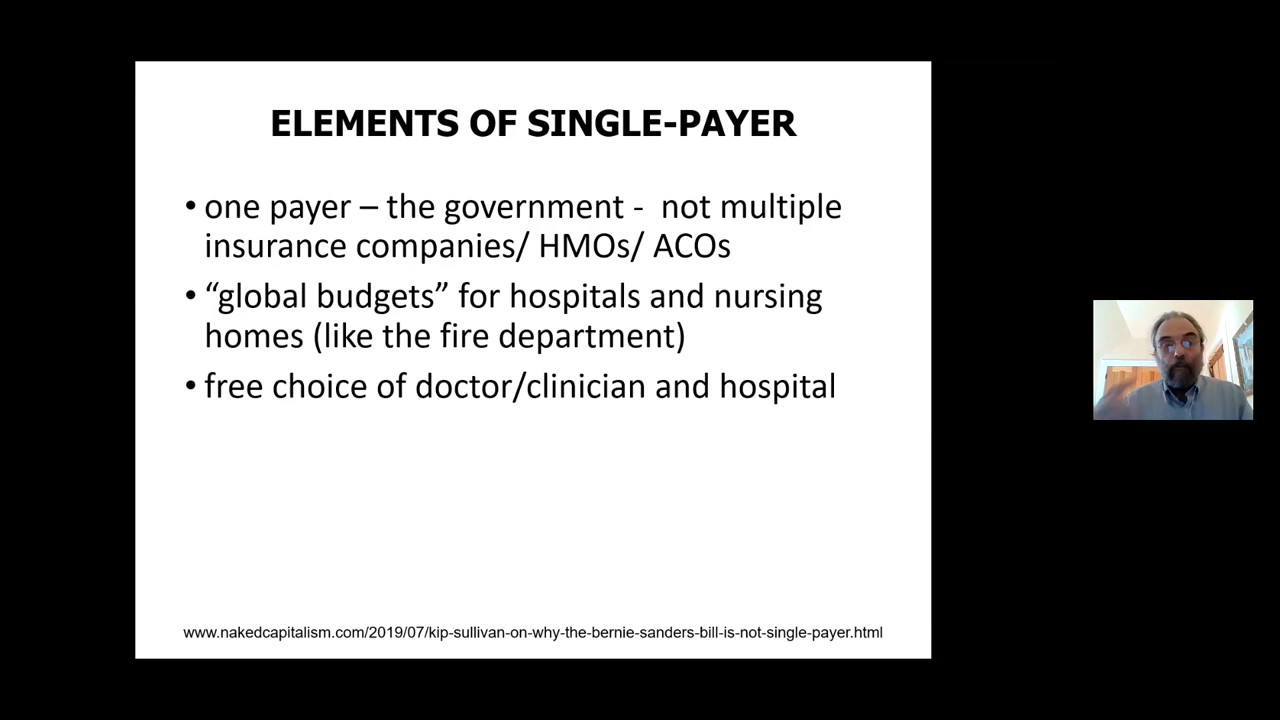 ELEMENTS OF SINGLE-PAYER
• one payer – the government -  not multiple
insurance companies/ HMOs/ ACOs
• “global budgets” for hospitals and nursing
homes (like the fire department)
• free choice of doctor/clinician and hospital
www.nakedcapitalism.com/2019/07/kip-sullivan-on-why-the-bernie-sanders-bill-is-not-single-payer.html